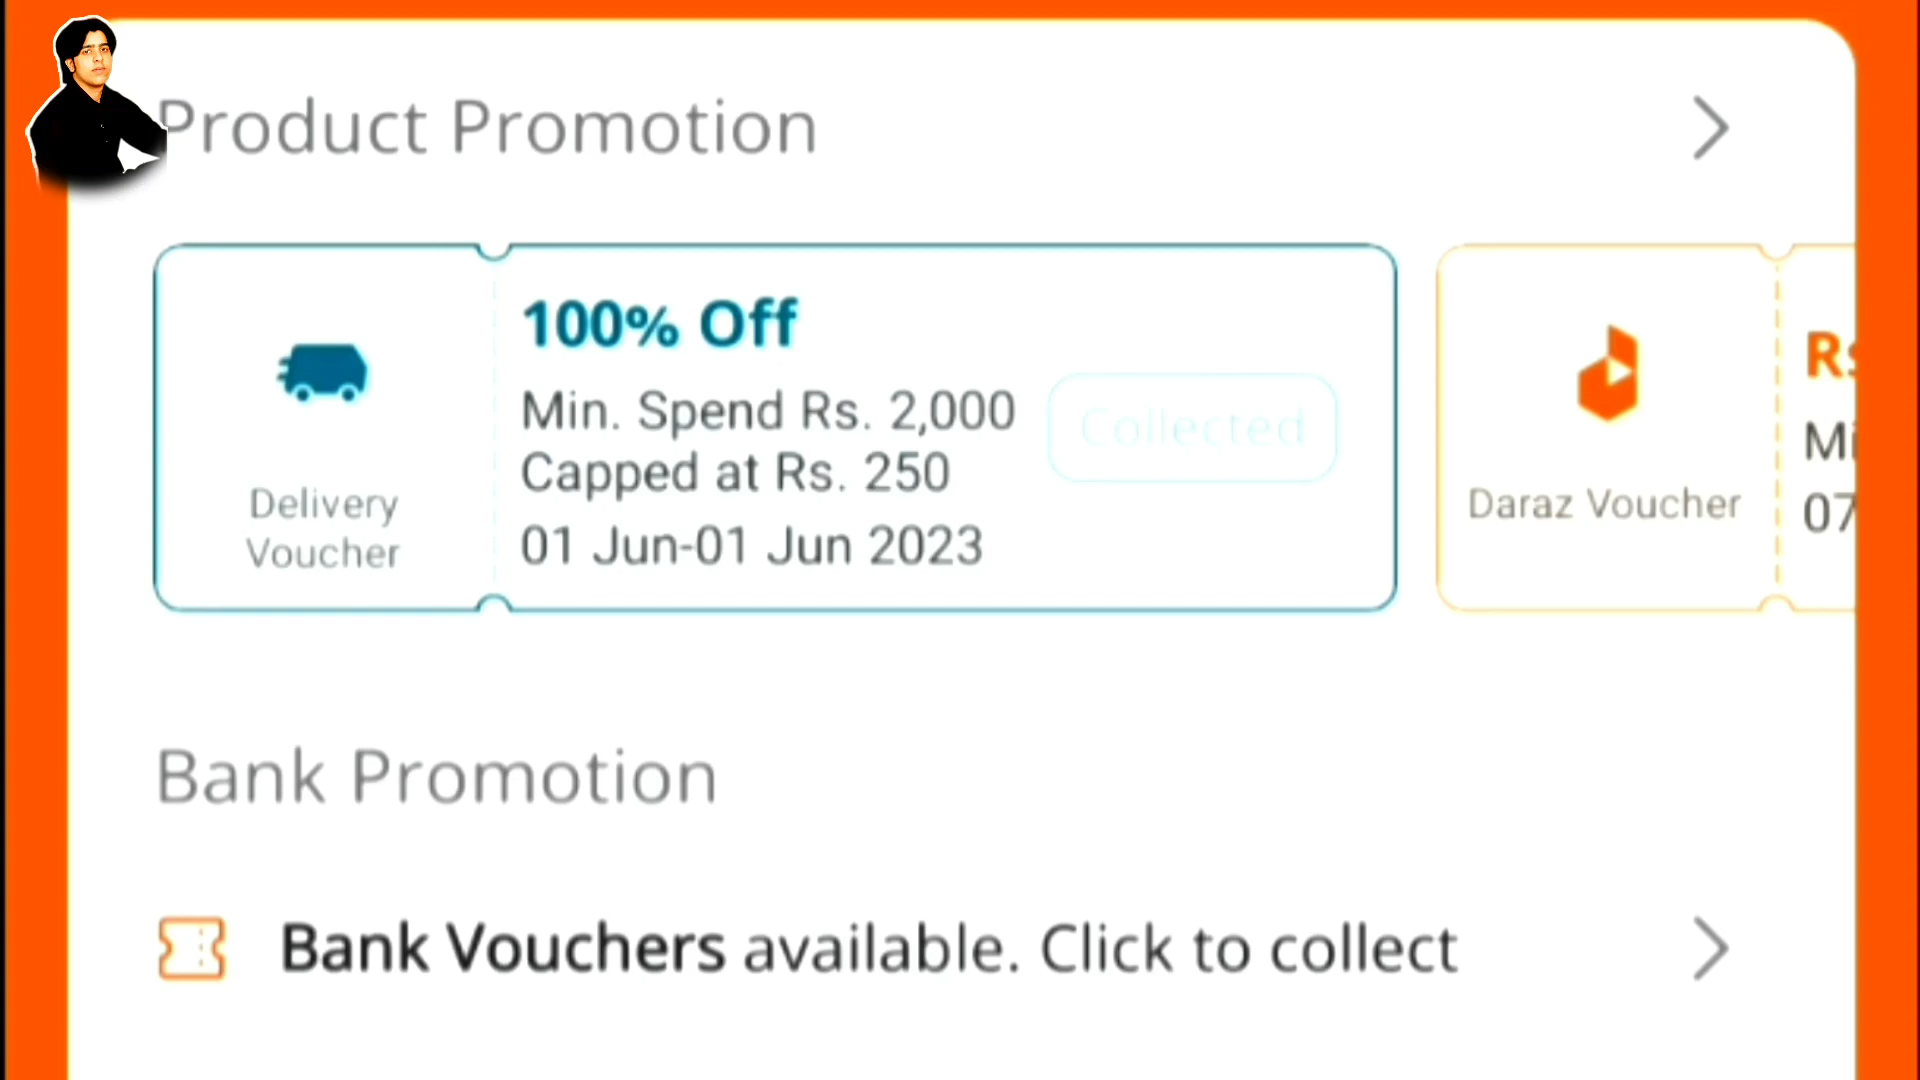 Product Promotion
100% Off
Min. Spend Rs. 2,000
Capped at Rs. 250
01 Jun-01 Jun 2023
Collected
Delivery
Voucher
Daraz Voucher
07
Bank Promotion
Bank Vouchers available. Click to collect